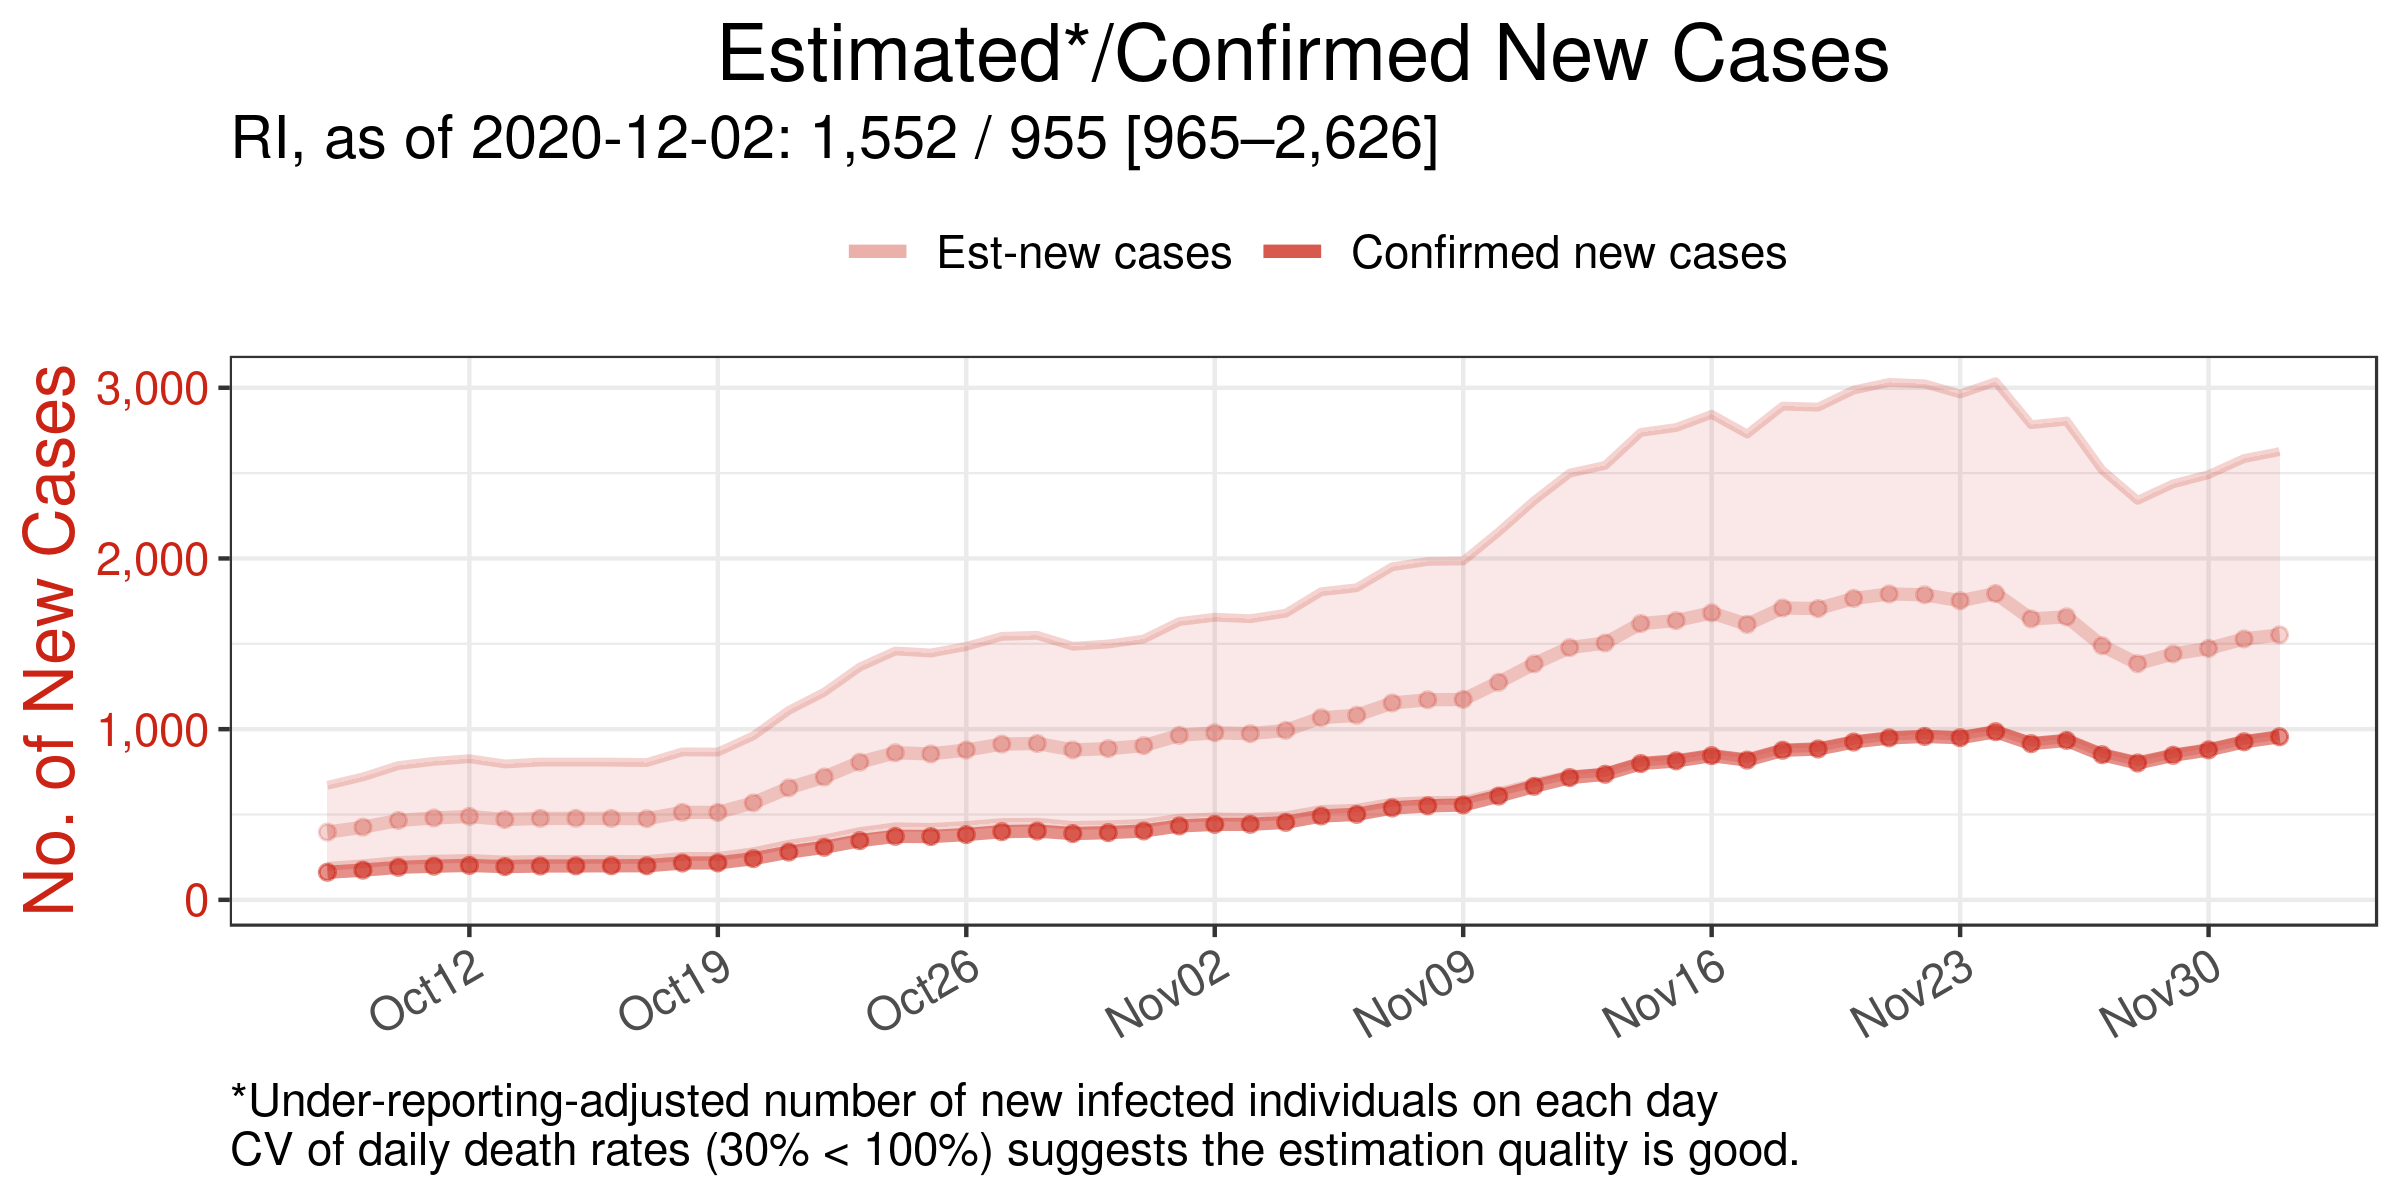 Estimated*/Confirmed New Cases
RI, as of 2020-12-02: 1,552 / 955 [965–2,626]
Est-new cases
Confirmed new cases
No. of New Cases
3,000
2,000
1,000
0
Oct12
Oct19
Oct26
Nov02
Nov09
Nov16
Nov23
Nov30
*Under-reporting-adjusted number of new infected individuals on each day
CV of daily death rates (30% < 100%) suggests the estimation quality is good.